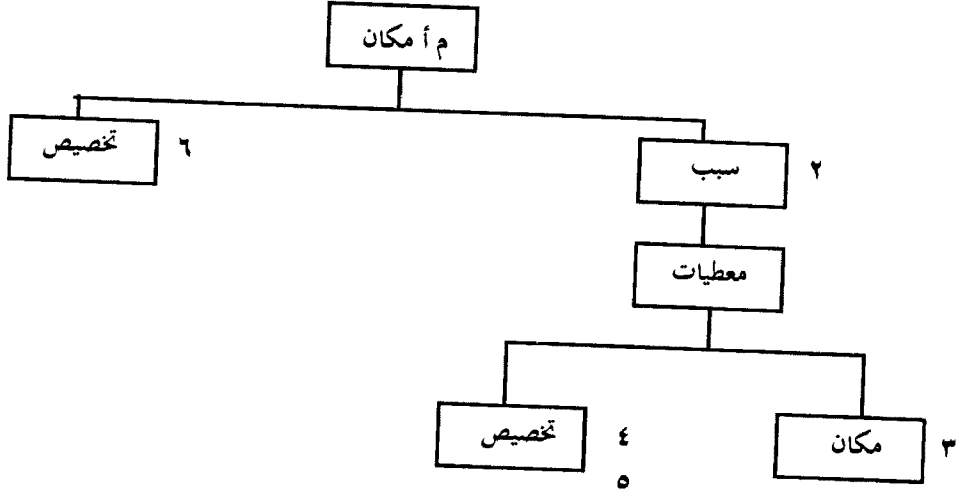 م أ مكان
٢ سبب
تخصيص ٦
معطيات
٣ مكان
تخصيص ٤
٥